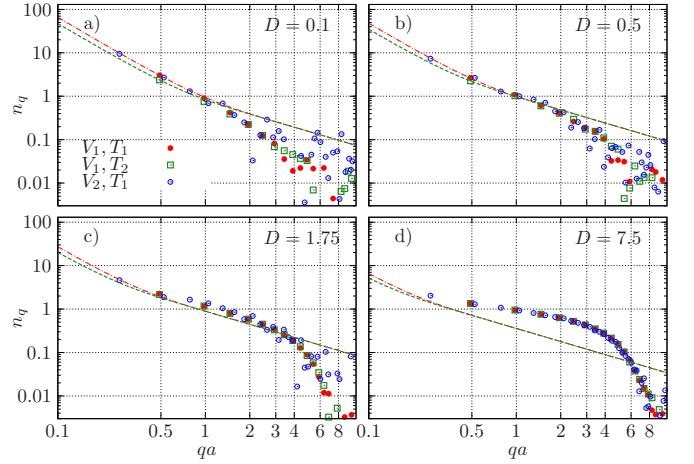 a) D = 0.1
b) D = 0.5
100
10
1
0.1
0.01
n_q
V_1, T_1
V_1, T_2
V_2, T_1
c) D = 1.75
d) D = 7.5
100
10
1
0.1
0.01
n_q
0.1 0.5 1 2 3 4 6 8
0.1 0.5 1 2 3 4 6 8
qa
qa